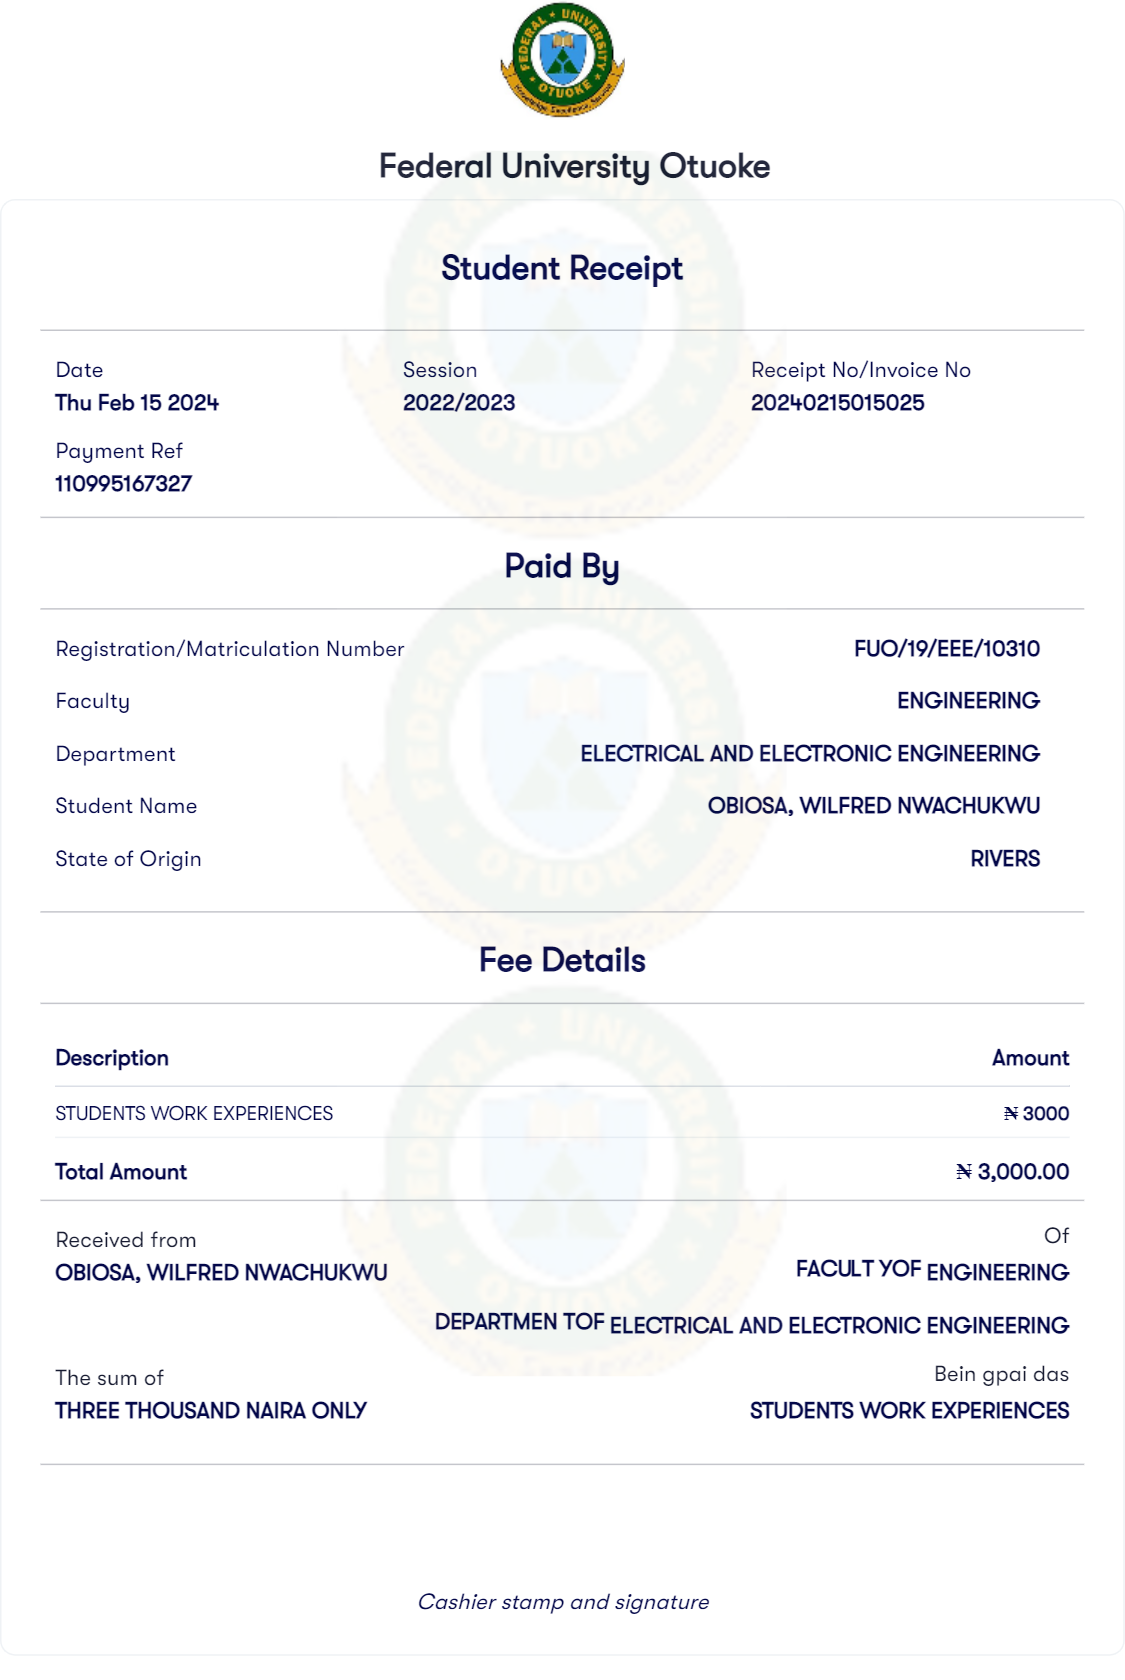 FEDERAL ★ UNIVERSITY ★ OTUOKE ★
Knowledge Excellence Service
Federal University Otuoke
Student Receipt
Date Session Receipt No/Invoice No
Thu Feb 15 2024 2022/2023 20240215015025
Payment Ref
110995167327
Paid By
Registration/Matriculation Number FUO/19/EEE/10310
Faculty ENGINEERING
Department ELECTRICAL AND ELECTRONIC ENGINEERING
Student Name OBIOSA, WILFRED NWACHUKWU
State of Origin RIVERS
Fee Details
Description Amount
STUDENTS WORK EXPERIENCES ₦ 3000
Total Amount ₦ 3,000.00
Received from Of
OBIOSA, WILFRED NWACHUKWU FACULT YOF ENGINEERING
DEPARTMEN TOF ELECTRICAL AND ELECTRONIC ENGINEERING
The sum of Bein gpai das
THREE THOUSAND NAIRA ONLY STUDENTS WORK EXPERIENCES
Cashier stamp and signature